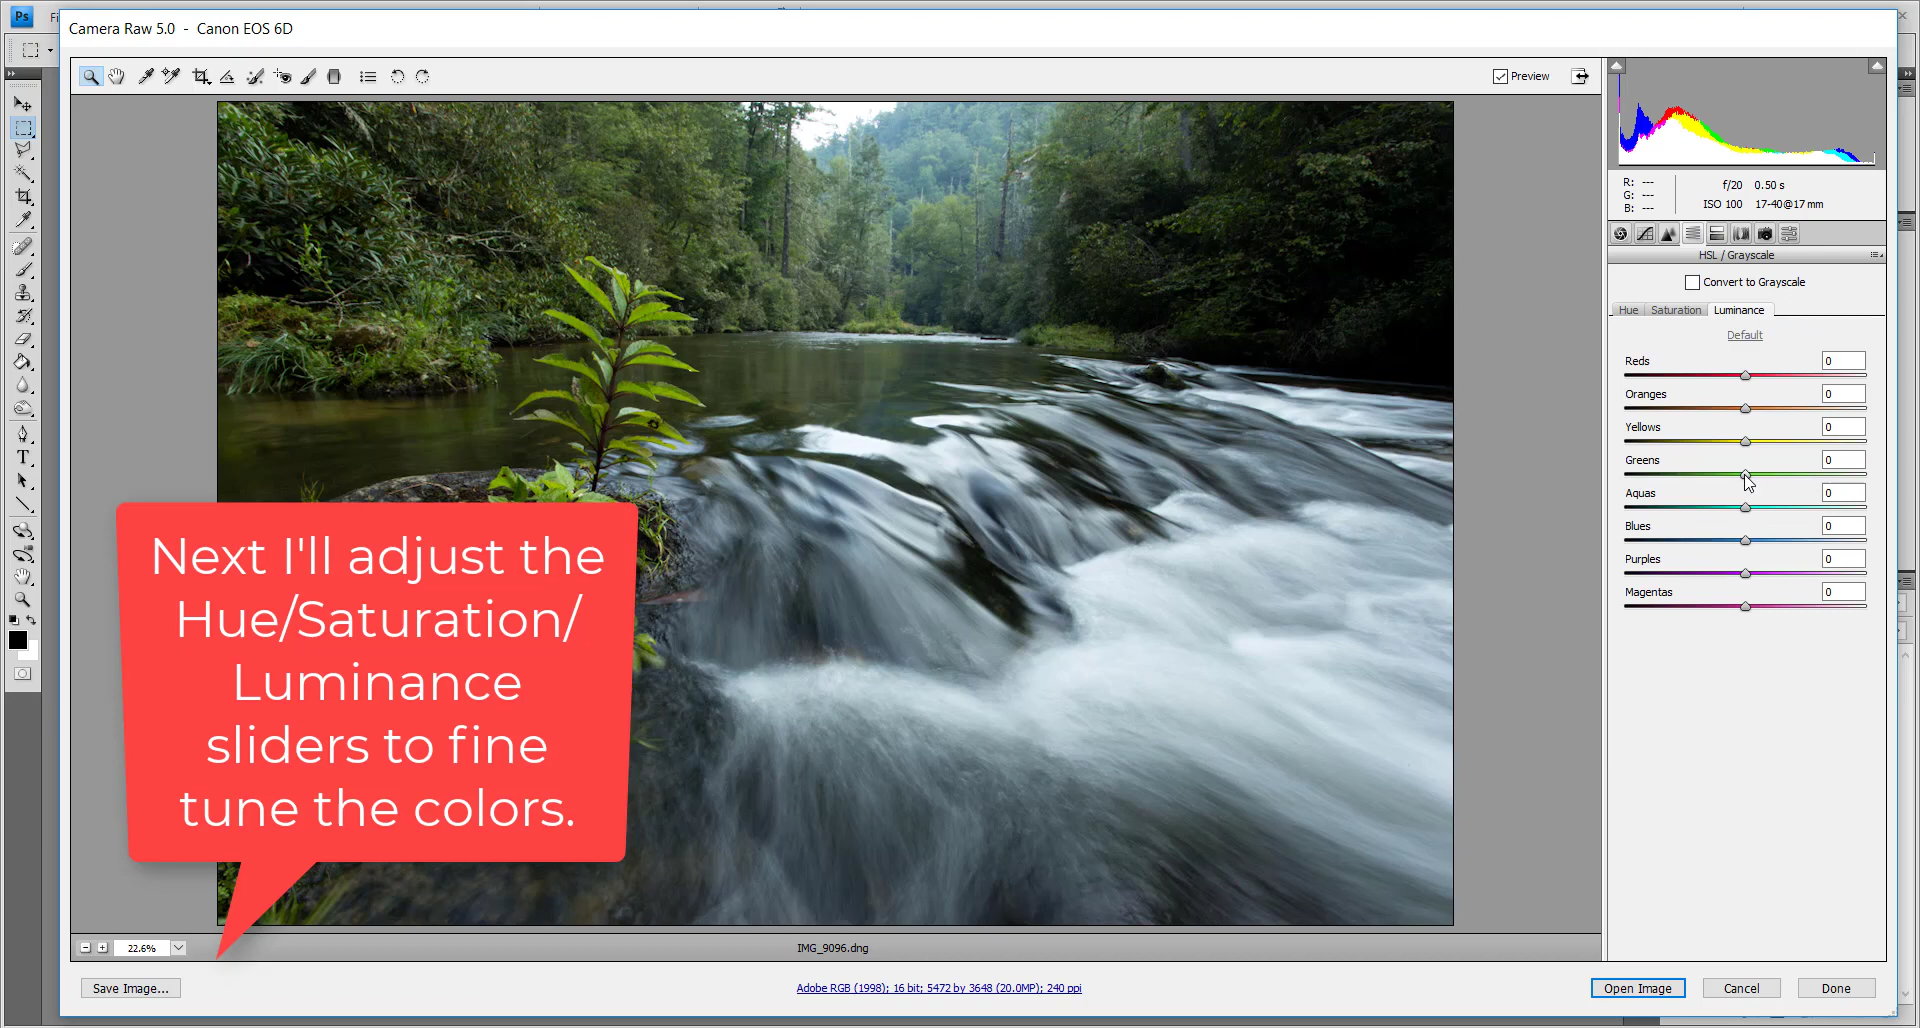 Ps Fi
Camera Raw 5.0 - Canon EOS 6D
Preview
R: ---
G: ---
B: ---
f/20 0.50 s
ISO 100 17-40@17 mm
HSL / Grayscale
Convert to Grayscale
Hue Saturation Luminance
Default
Reds 0
Oranges 0
Yellows 0
Greens 0
Aquas 0
Blues 0
Purples 0
Magentas 0
T
Next I'll adjust the
Hue/Saturation/
Luminance
sliders to fine
tune the colors.
22.6%
IMG_9096.dng
Save Image...
Adobe RGB (1998); 16 bit; 5472 by 3648 (20.0MP); 240 ppi
Open Image Cancel Done